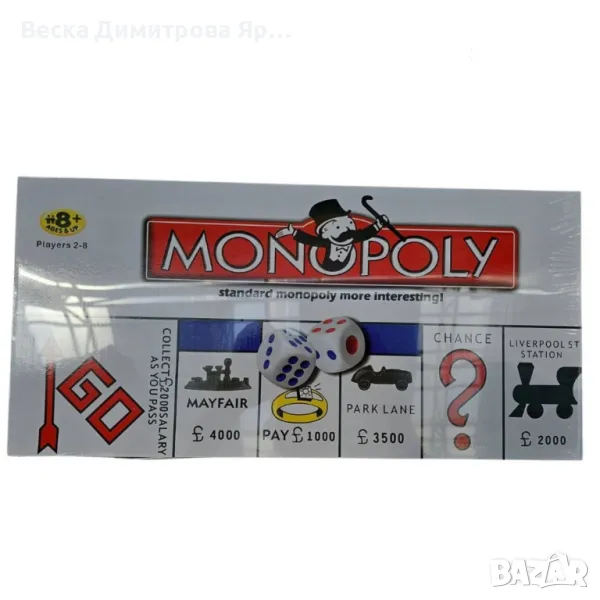 Веска Димитрова Яр...
8+
AGES & UP
Players 2-8
MONOPOLY
standard monopoly more interesting!
GO
COLLECT £2000 SALARY
AS YOU PASS
MAYFAIR
£ 4000
PAY £ 1000
PARK LANE
£ 3500
CHANCE
?
LIVERPOOL ST
STATION
£ 2000
BAZAR